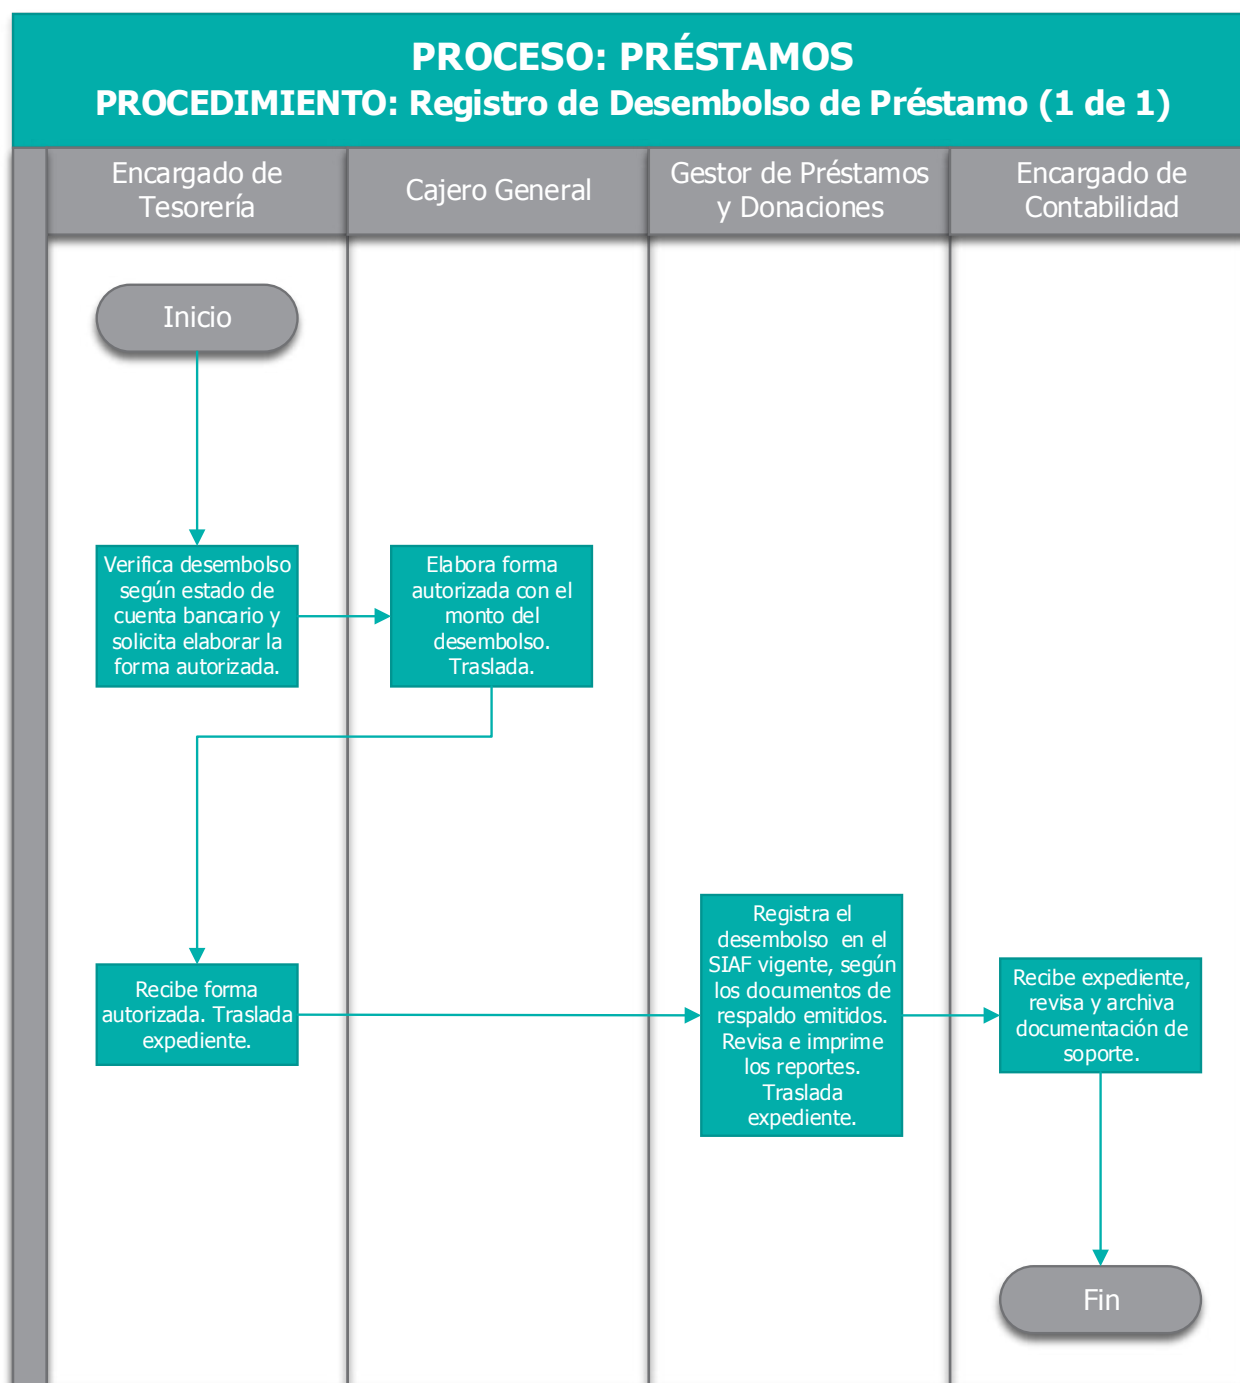 PROCESO: PRÉSTAMOS
PROCEDIMIENTO: Registro de Desembolso de Préstamo (1 de 1)
Encargado de
Tesorería
Cajero General
Gestor de Préstamos
y Donaciones
Encargado de
Contabilidad
Inicio
Verifica desembolso
según estado de
cuenta bancario y
solicita elaborar la
forma autorizada.
Elabora forma
autorizada con el
monto del
desembolso.
Traslada.
Recibe forma
autorizada. Traslada
expediente.
Registra el
desembolso en el
SIAF vigente, según
los documentos de
respaldo emitidos.
Revisa e imprime
los reportes.
Traslada
expediente.
Recibe expediente,
revisa y archiva
documentación de
soporte.
Fin